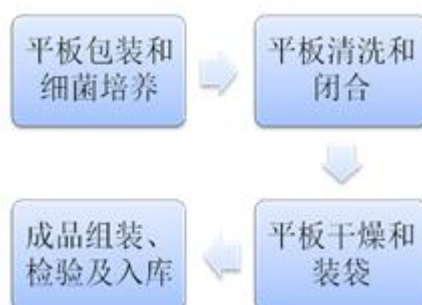 平板包装和
细菌培养
平板清洗和
闭合
平板干燥和
装袋
成品组装、
检验及入库